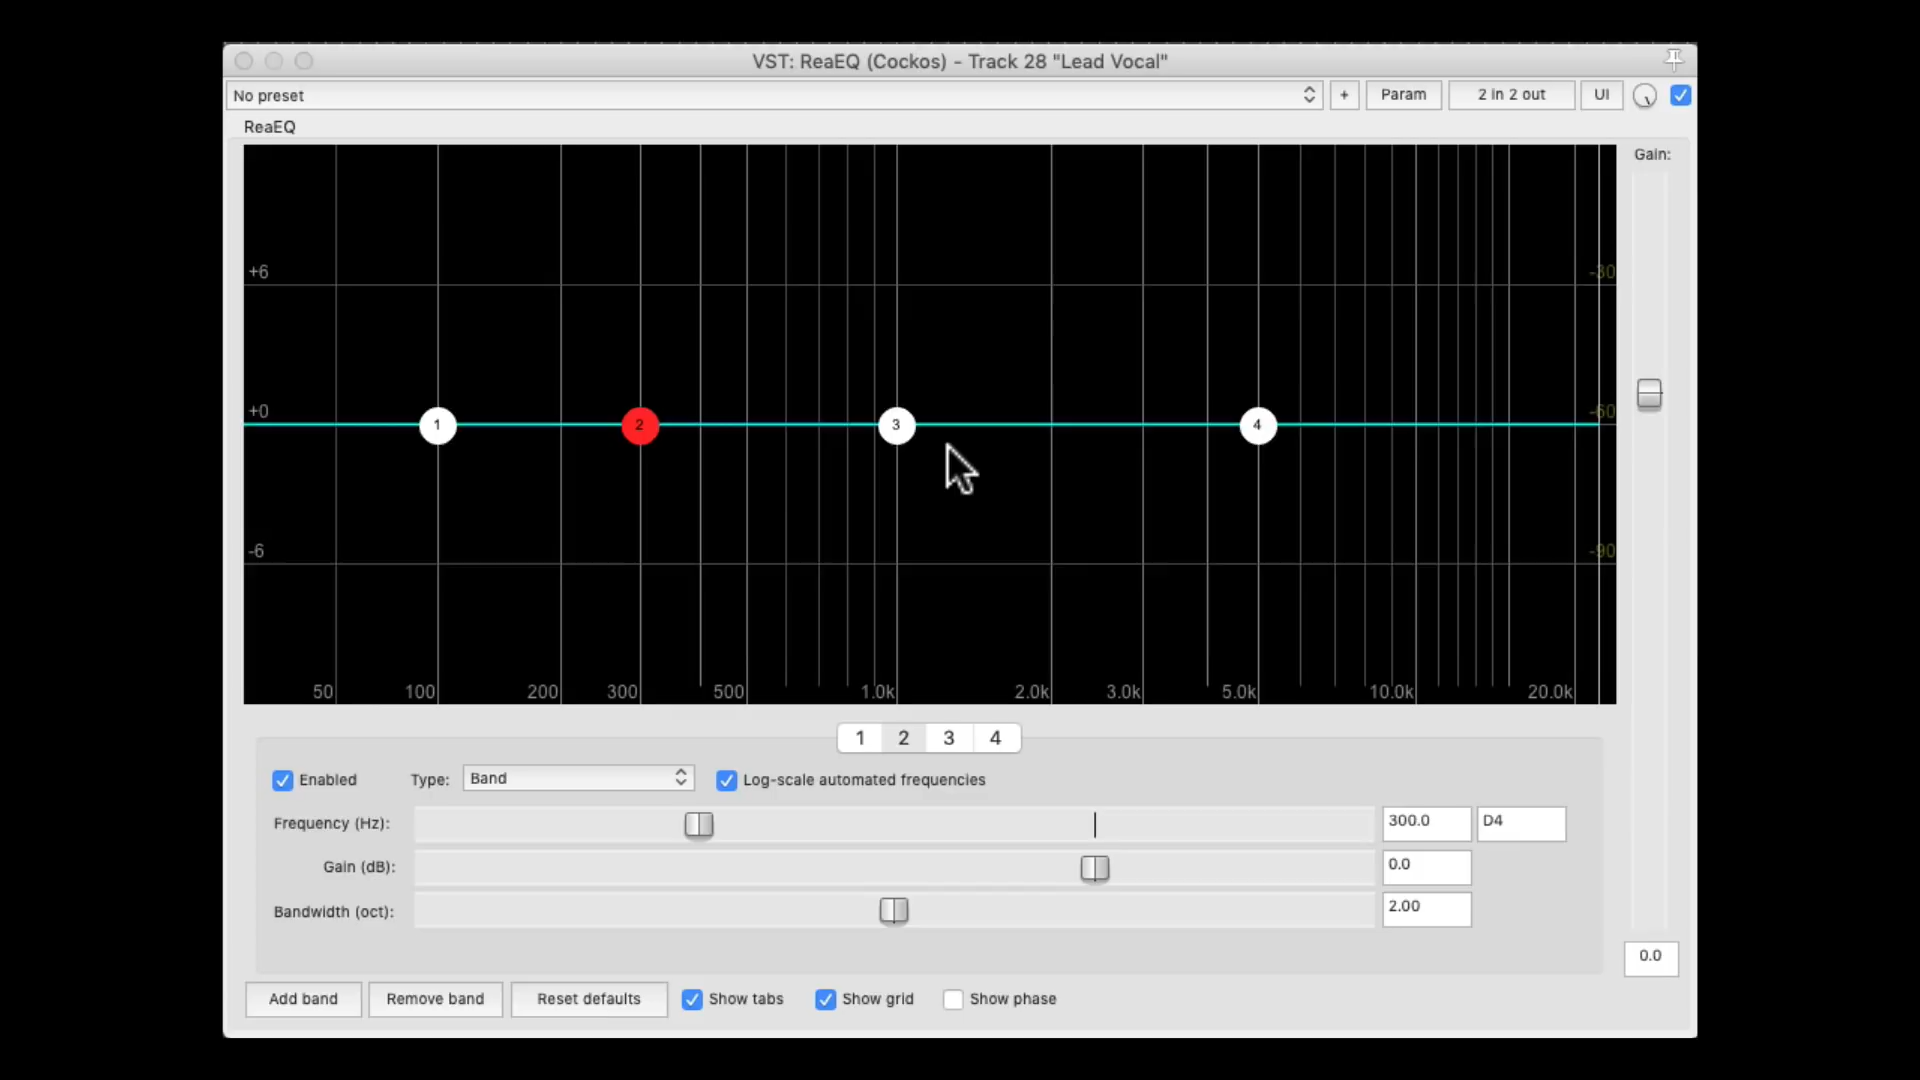 VST: ReaEQ (Cockos) - Track 28 "Lead Vocal"
No preset + Param 2 in 2 out UI
ReaEQ
Gain:
+6 -30
+0 -60
1 2 3 4
-6 -90
50 100 200 300 500 1.0k 2.0k 3.0k 5.0k 10.0k 20.0k
1 2 3 4
Enabled Type: Band Log-scale automated frequencies
Frequency (Hz): 300.0 D4
Gain (dB): 0.0
Bandwidth (oct): 2.00
0.0
Add band Remove band Reset defaults Show tabs Show grid Show phase